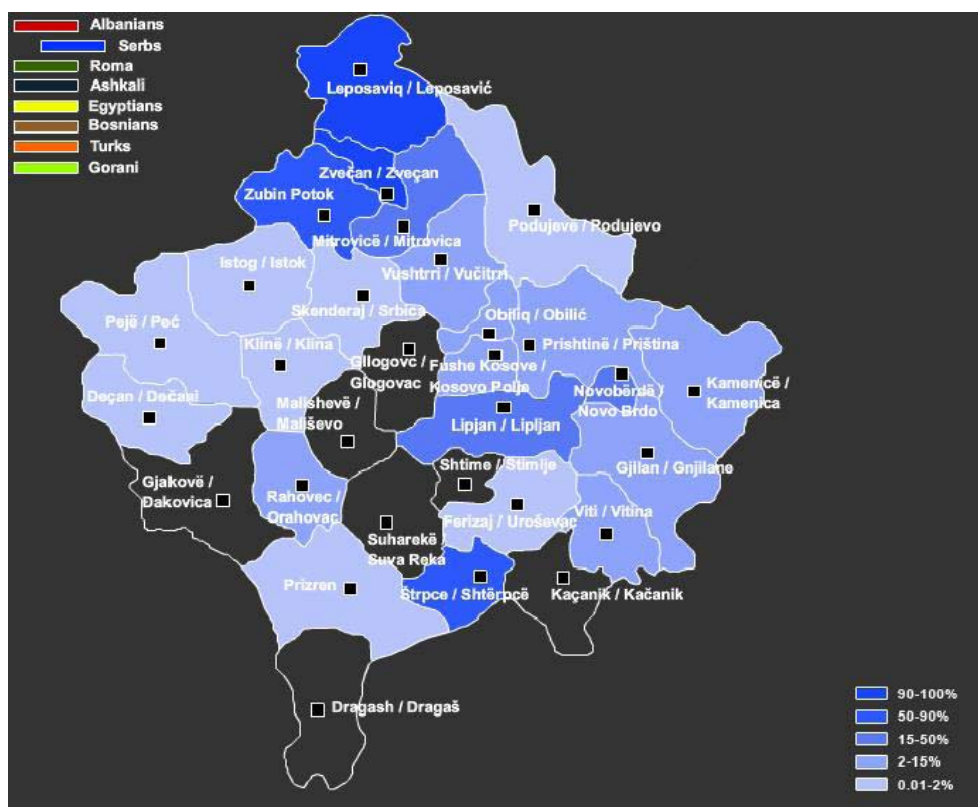 Albanians
Serbs
Roma
Ashkali
Egyptians
Bosnians
Turks
Gorani
Leposaviq / Leposavić
Zvečan / Zveçan
Zubin Potok
Mitrovicë / Mitrovica
Podujevë / Podujevo
Istog / Istok
Vushtrri / Vučitrn
Skenderaj / Srbica
Obiliq / Obilić
Pejë / Peć
Klinë / Klina
Prishtinë / Priština
Gllogovc /
Glogovac
Fushe Kosove /
Kosovo Polje
Novobërdë /
Novo Brdo
Kamenicë /
Kamenica
Deçan / Dečani
Mališhevë /
Mališevo
Lipjan / Lipljan
Shtime / Štimlje
Gjilan / Gnjilane
Gjakovë /
Đakovica
Rahovec /
Orahovac
Ferizaj / Uroševac
Viti / Vitina
Suharekë /
Suva Reka
Prizren
Štrpce / Shtërpcë
Kaçanik / Kačanik
Dragash / Dragaš
90-100%
50-90%
15-50%
2-15%
0.01-2%